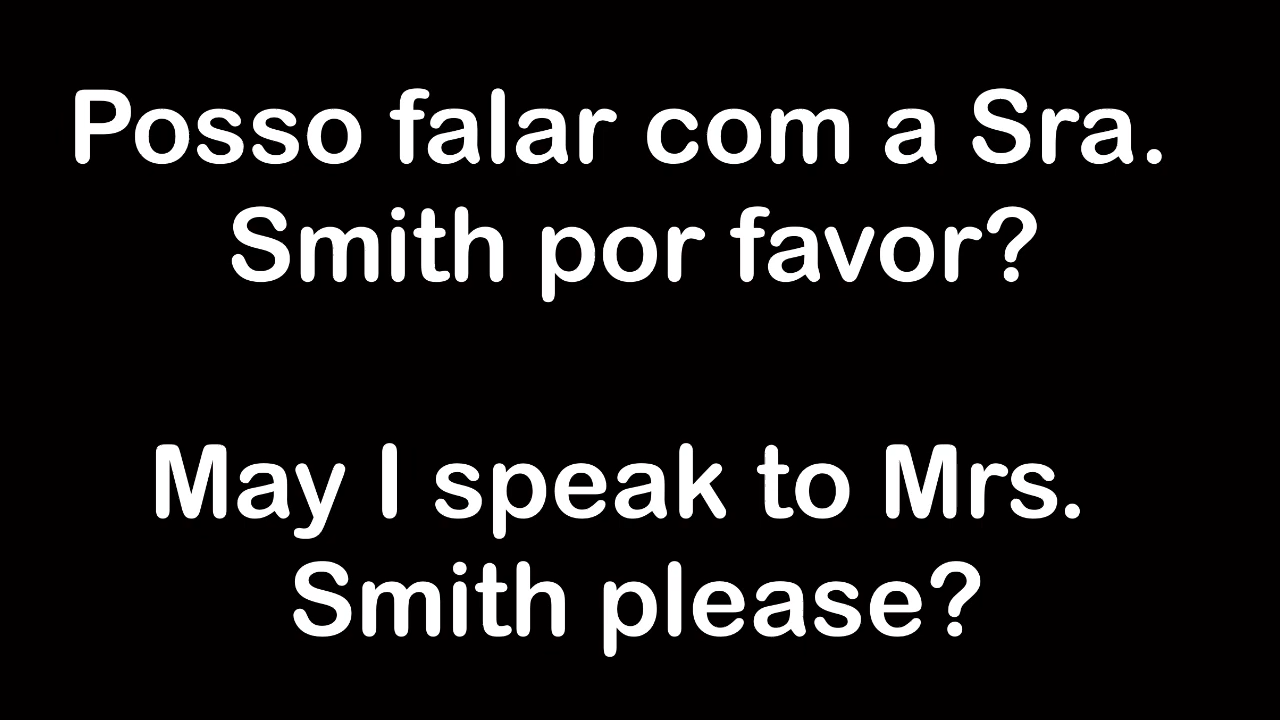 Posso falar com a Sra.
Smith por favor?
May I speak to Mrs.
Smith please?